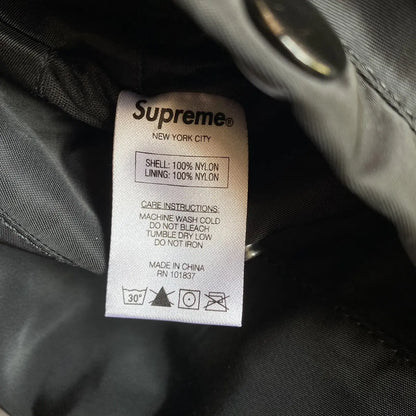 Supreme®
NEW YORK CITY
SHELL: 100% NYLON
LINING: 100% NYLON
CARE INSTRUCTIONS:
MACHINE WASH COLD
DO NOT BLEACH
TUMBLE DRY LOW
DO NOT IRON
MADE IN CHINA
RN 101837
30°